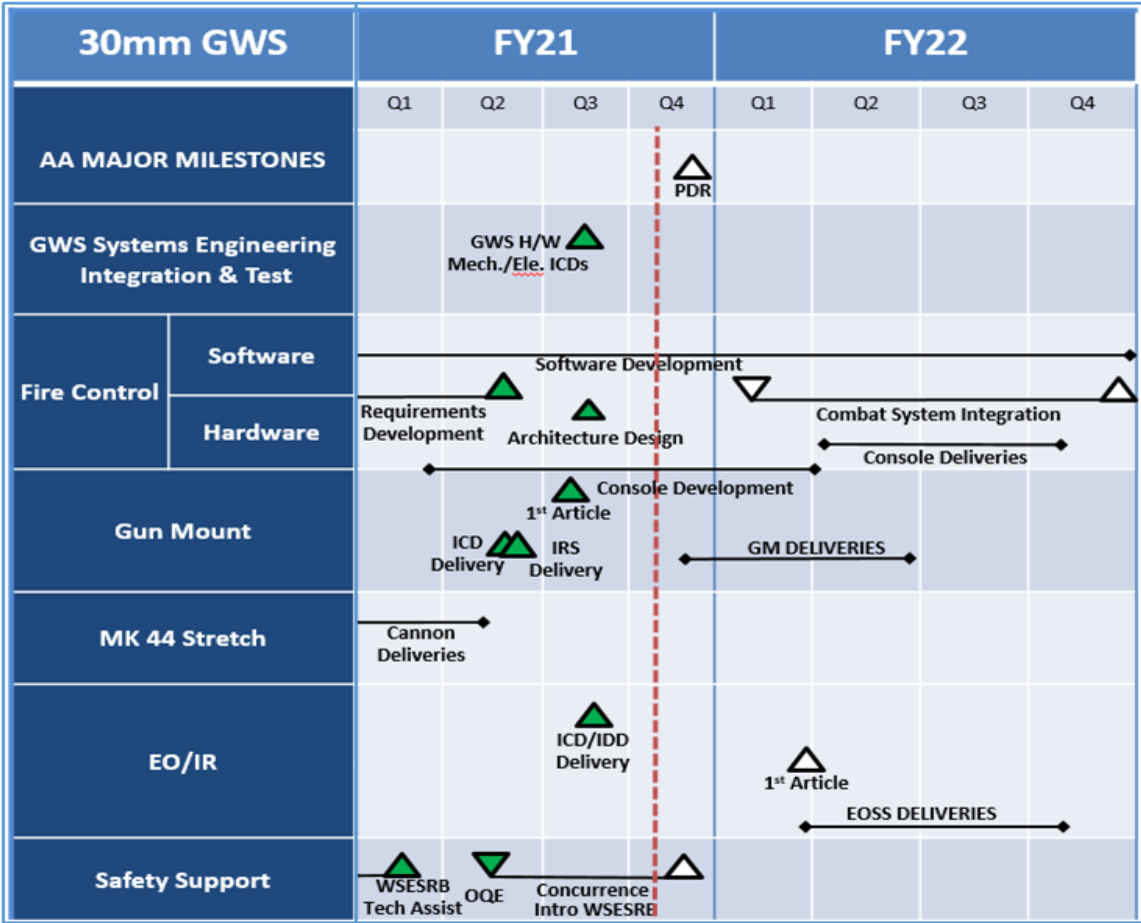 30mm GWS
FY21
FY22
Q1
Q2
Q3
Q4
Q1
Q2
Q3
Q4
AA MAJOR MILESTONES
PDR
GWS Systems Engineering
Integration & Test
GWS H/W
Mech./Ele. ICDs
Fire Control
Software
Software Development
Hardware
Requirements
Development
Architecture Design
Combat System Integration
Console Deliveries
Console Development
Gun Mount
1st Article
ICD
Delivery
IRS
Delivery
GM DELIVERIES
MK 44 Stretch
Cannon
Deliveries
EO/IR
ICD/IDD
Delivery
1st Article
EOSS DELIVERIES
Safety Support
WSESRB
Tech Assist
OQE
Concurrence
Intro WSESRB